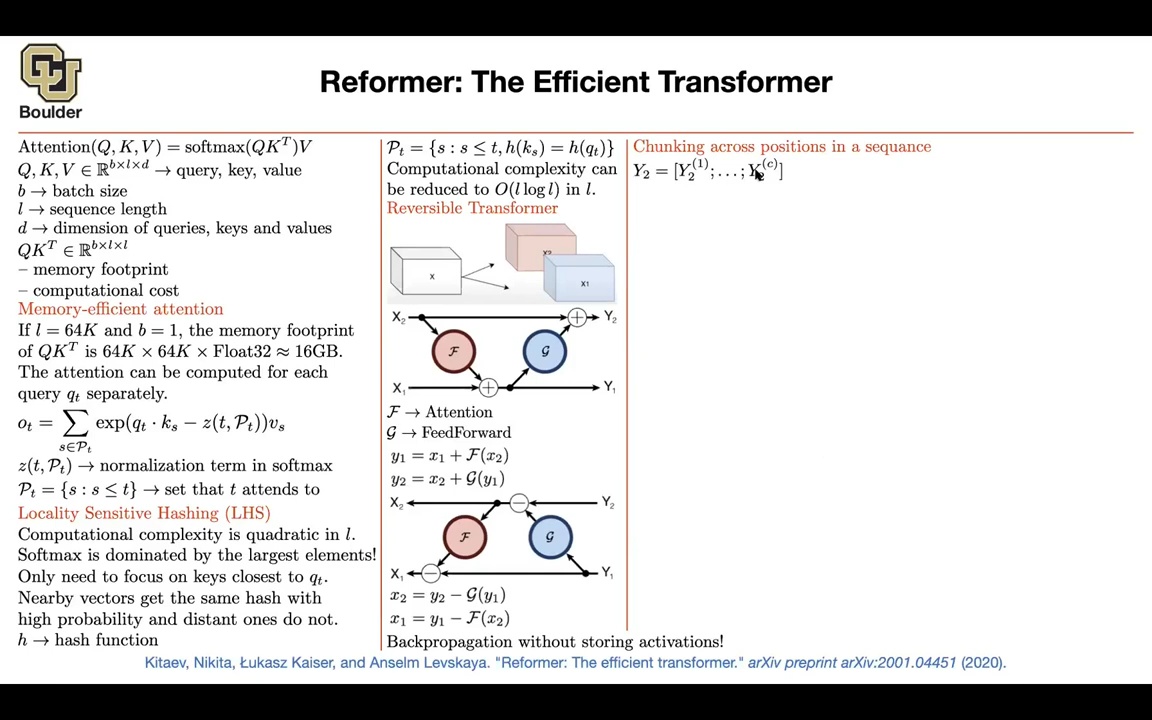 Boulder
Reformer: The Efficient Transformer
Attention(Q, K, V) = softmax(QK^T)V
Q, K, V ∈ ℝ^{b×l×d} → query, key, value
b → batch size
l → sequence length
d → dimension of queries, keys and values
QK^T ∈ ℝ^{b×l×l}
– memory footprint
– computational cost
Memory-efficient attention
If l = 64K and b = 1, the memory footprint
of QK^T is 64K × 64K × Float32 ≈ 16GB.
The attention can be computed for each
query q_t separately.
o_t = ∑_{s∈𝒫_t} exp(q_t · k_s − z(t, 𝒫_t))v_s
z(t, 𝒫_t) → normalization term in softmax
𝒫_t = {s : s ≤ t} → set that t attends to
Locality Sensitive Hashing (LHS)
Computational complexity is quadratic in l.
Softmax is dominated by the largest elements!
Only need to focus on keys closest to q_t.
Nearby vectors get the same hash with
high probability and distant ones do not.
h → hash function
𝒫_t = {s : s ≤ t, h(k_s) = h(q_t)}
Computational complexity can
be reduced to O(l log l) in l.
Reversible Transformer
X
X2
X1
X₂
Y₂
ℱ
𝒢
X₁
Y₁
ℱ → Attention
𝒢 → FeedForward
y₁ = x₁ + ℱ(x₂)
y₂ = x₂ + 𝒢(y₁)
X₂
Y₂
ℱ
𝒢
X₁
Y₁
x₂ = y₂ − 𝒢(y₁)
x₁ = y₁ − ℱ(x₂)
Backpropagation without storing activations!
Chunking across positions in a sequence
Y₂ = [Y₂^{(1)}; . . . ; Y₂^{(c)}]
Kitaev, Nikita, Łukasz Kaiser, and Anselm Levskaya. "Reformer: The efficient transformer." arXiv preprint arXiv:2001.04451 (2020).